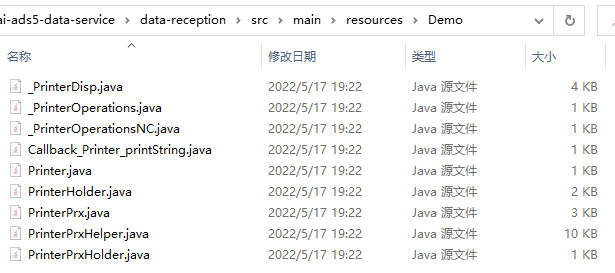 ai-ads5-data-service › data-reception › src › main › resources › Demo
名称 修改日期 类型 大小
_PrinterDisp.java 2022/5/17 19:22 Java 源文件 4 KB
_PrinterOperations.java 2022/5/17 19:22 Java 源文件 1 KB
_PrinterOperationsNC.java 2022/5/17 19:22 Java 源文件 1 KB
Callback_Printer_printString.java 2022/5/17 19:22 Java 源文件 1 KB
Printer.java 2022/5/17 19:22 Java 源文件 1 KB
PrinterHolder.java 2022/5/17 19:22 Java 源文件 2 KB
PrinterPrx.java 2022/5/17 19:22 Java 源文件 3 KB
PrinterPrxHelper.java 2022/5/17 19:22 Java 源文件 10 KB
PrinterPrxHolder.java 2022/5/17 19:22 Java 源文件 1 KB